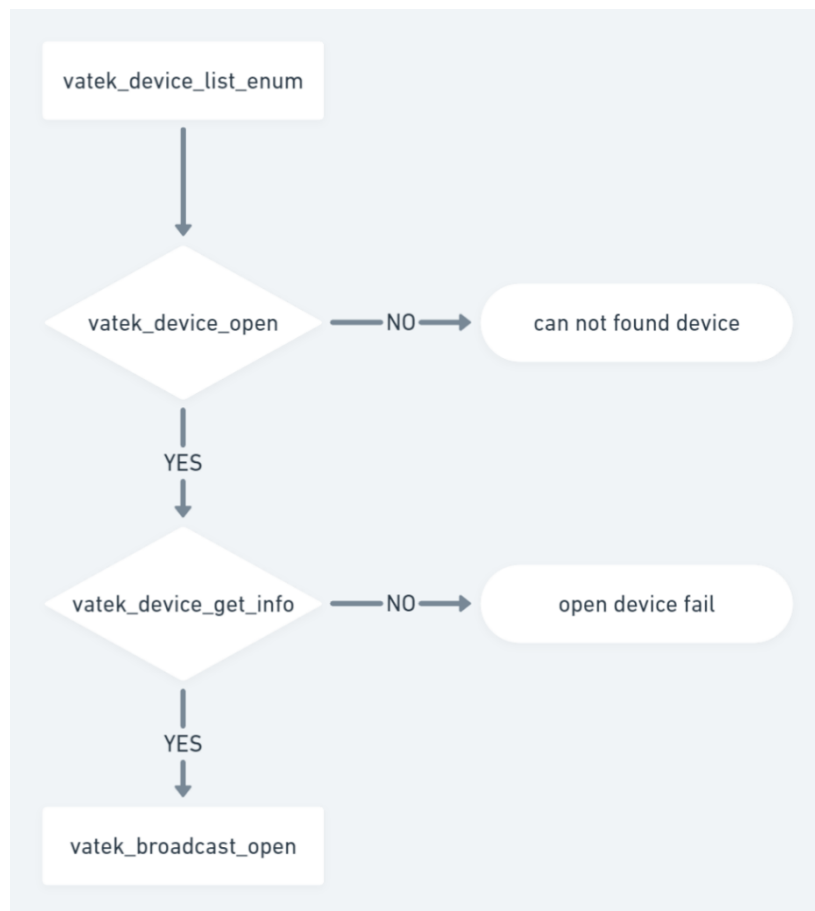 vatek_device_list_enum
vatek_device_open
NO
can not found device
YES
vatek_device_get_info
NO
open device fail
YES
vatek_broadcast_open